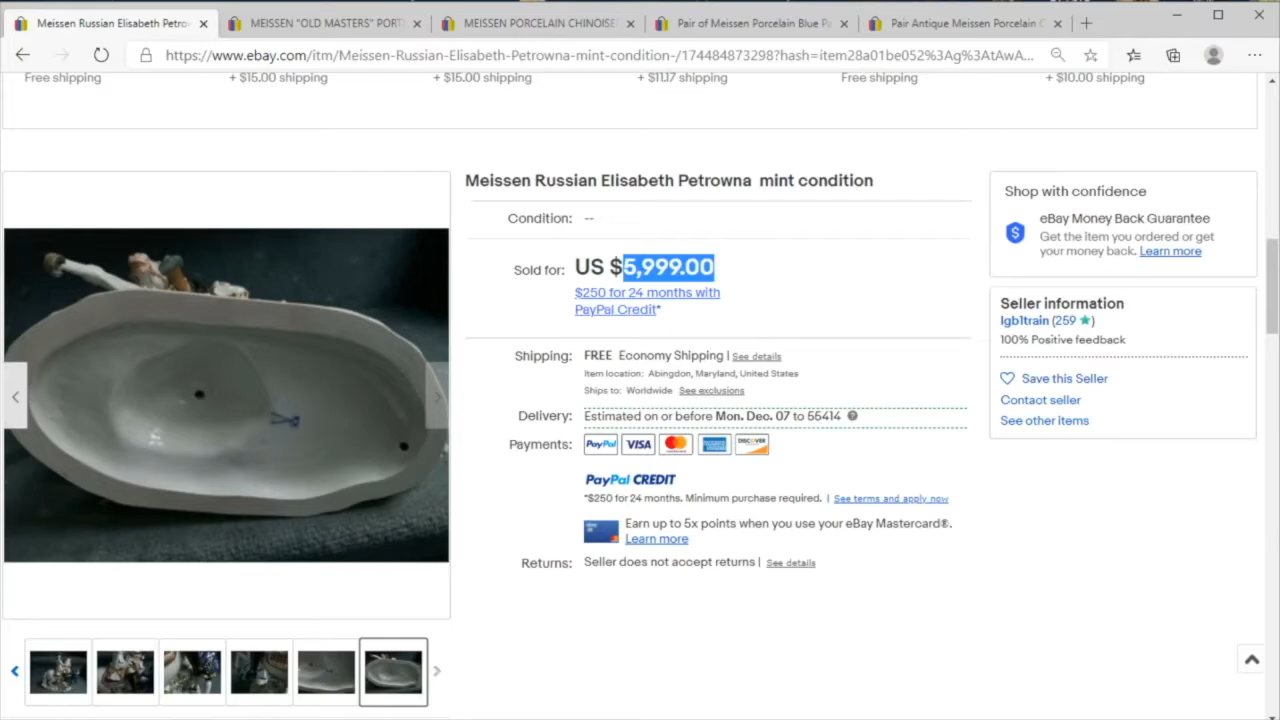 Meissen Russian Elisabeth Petro
MEISSEN "OLD MASTERS" PORT
MEISSEN PORCELAIN CHINOISE
Pair of Meissen Porcelain Blue Pa
Pair Antique Meissen Porcelain
https://www.ebay.com/itm/Meissen-Russian-Elisabeth-Petrowna-mint-condition-/174484873298?hash=item28a01be052%3Ag%3AtAwA...
Free shipping
+ $15.00 shipping
+ $15.00 shipping
+ $11.17 shipping
Free shipping
+ $10.00 shipping
Meissen Russian Elisabeth Petrowna mint condition
Condition: --
Sold for: US $5,999.00
$250 for 24 months with
PayPal Credit*
Shipping: FREE Economy Shipping | See details
Item location: Abingdon, Maryland, United States
Ships to: Worldwide See exclusions
Delivery: Estimated on or before Mon. Dec. 07 to 55414
Payments: PayPal VISA mastercard AMERICAN EXPRESS DISCOVER
PayPal CREDIT
*$250 for 24 months. Minimum purchase required. | See terms and apply now
Earn up to 5x points when you use your eBay Mastercard®.
Learn more
Returns: Seller does not accept returns | See details
Shop with confidence
eBay Money Back Guarantee
Get the item you ordered or get
your money back. Learn more
Seller information
lgb1train (259)
100% Positive feedback
Save this Seller
Contact seller
See other items